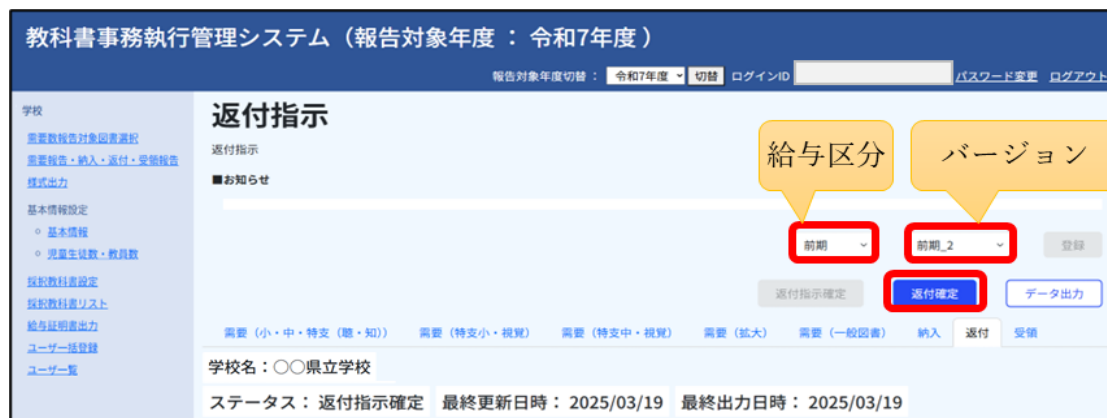 教科書事務執行管理システム（報告対象年度 ： 令和7年度 ）
報告対象年度切替 ： 令和7年度 切替 ログインID パスワード変更 ログアウト
学校
需要数報告対象図書選択
需要報告・納入・返付・受領報告
様式出力
基本情報設定
基本情報
児童生徒数・教員数
採択教科書設定
採択教科書リスト
給与証明書出力
ユーザー括登録
ユーザ一覧
返付指示
返付指示
■お知らせ
給与区分 バージョン
前期 前期_2 登録
返付指示確定 返付確定 データ出力
需要（小・中・特支（聴・知）） 需要（特支小・視覚） 需要（特支中・視覚） 需要（拡大） 需要（一般図書） 納入 返付 受領
学校名：○○県立学校
ステータス： 返付指示確定 最終更新日時： 2025/03/19 最終出力日時： 2025/03/19